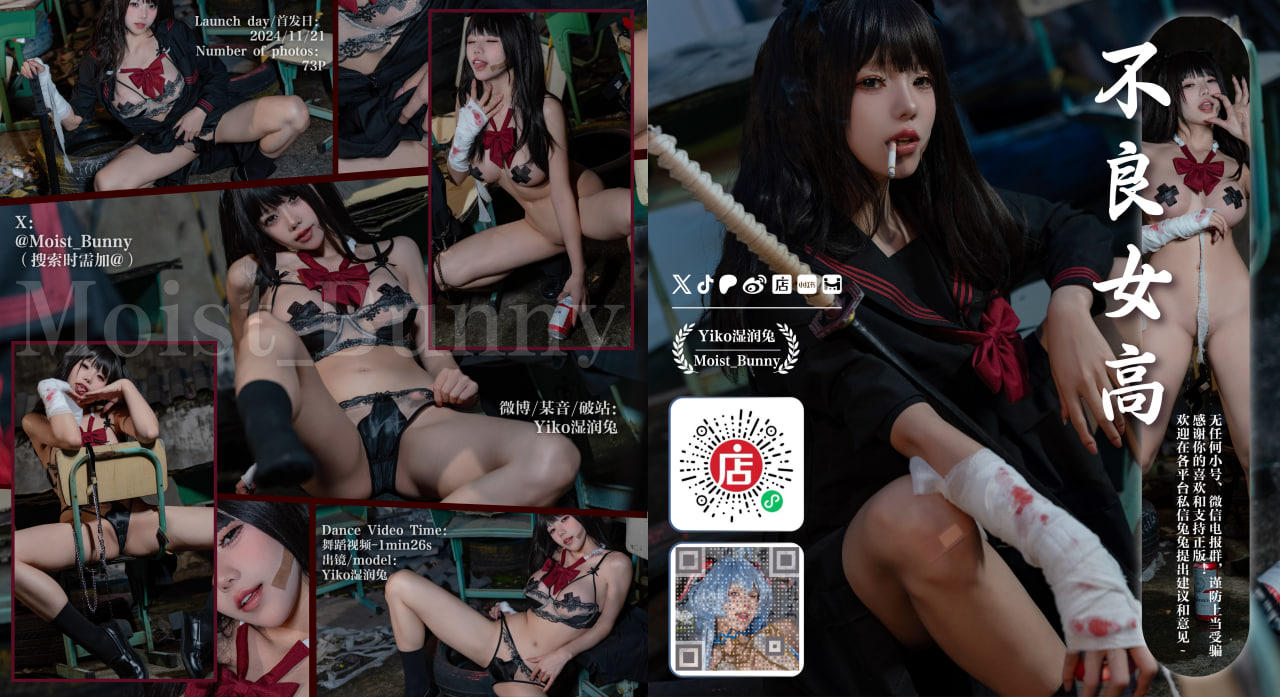 Launch day/首发日:
2024/11/21
Number of photos:
73P
X:
@Moist_Bunny
（搜索时需加@）
Moist_Bunny
微博/某音/破站:
Yiko湿润兔
Dance Video Time:
舞蹈视频-1min26s
出镜/model:
Yiko湿润兔
不良女高
小红书
店
Yiko湿润兔
Moist_Bunny
店
无任何小号、微信电报群，谨防上当受骗
感谢你的喜欢和支持正版！
欢迎在各平台私信兔兔提出建议和意见~